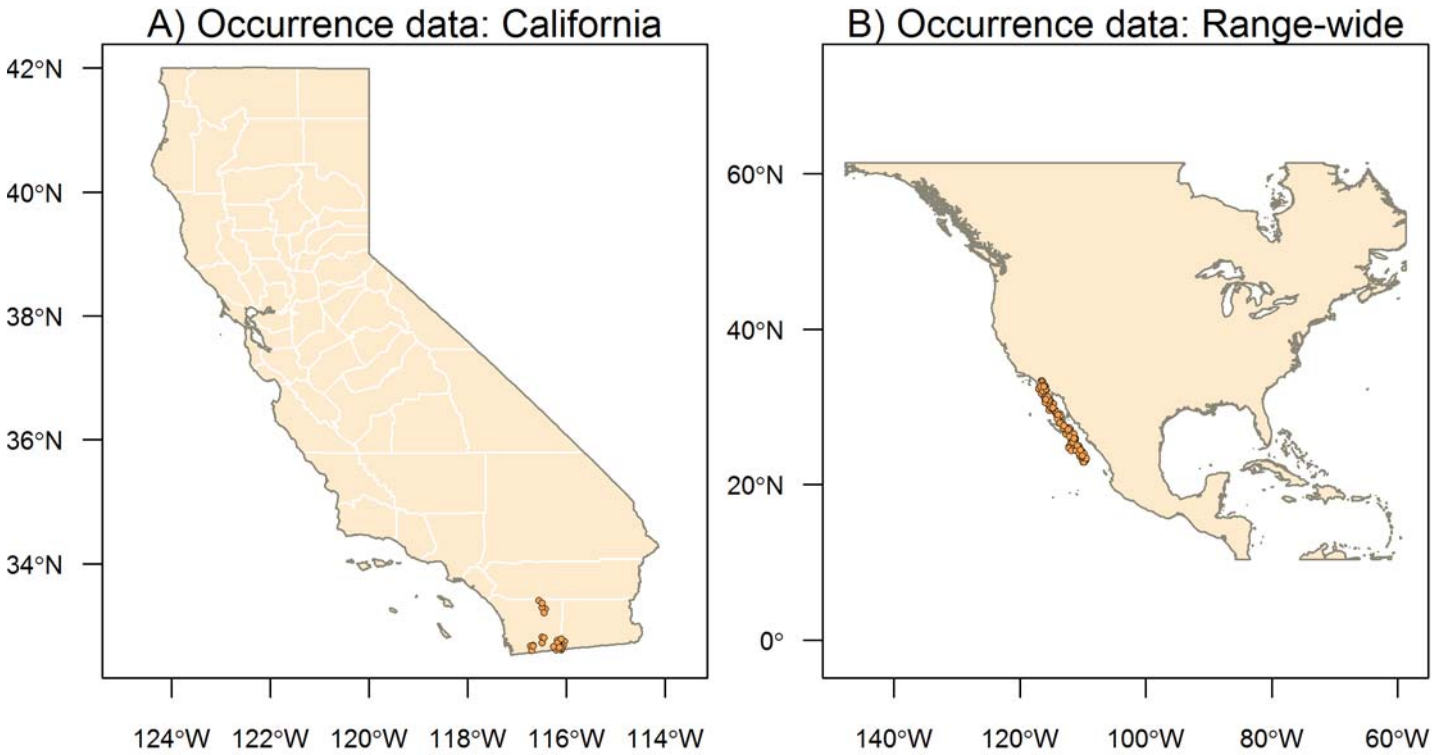 A) Occurrence data: California
42°N
40°N
38°N
36°N
34°N
124°W 122°W 120°W 118°W 116°W 114°W
B) Occurrence data: Range-wide
60°N
40°N
20°N
0°
140°W 120°W 100°W 80°W 60°W